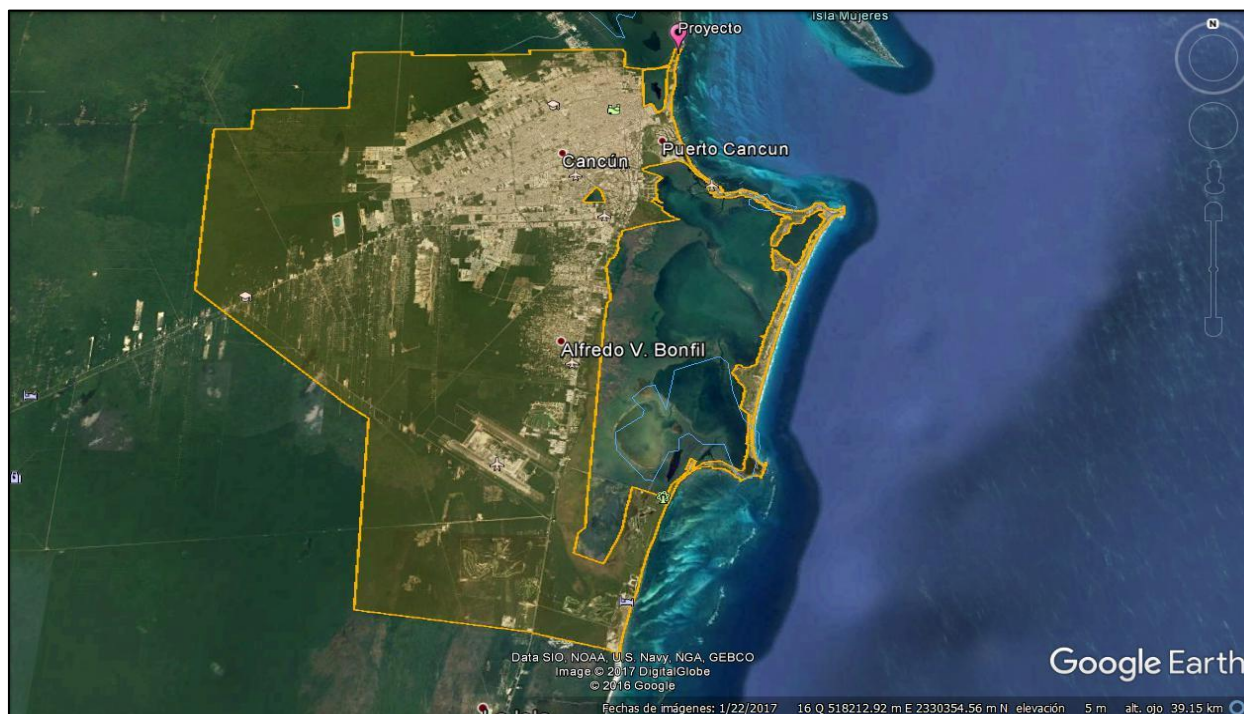 Isla Mujeres
N
Proyecto
Puerto Cancun
Cancún
Alfredo V. Bonfil
Data SIO, NOAA, U.S. Navy, NGA, GEBCO
Image © 2017 DigitalGlobe
© 2016 Google
Google Earth
Fechas de imágenes: 1/22/2017 16 Q 518212.92 m E 2330354.56 m N elevación 5 m alt. ojo 39.15 km